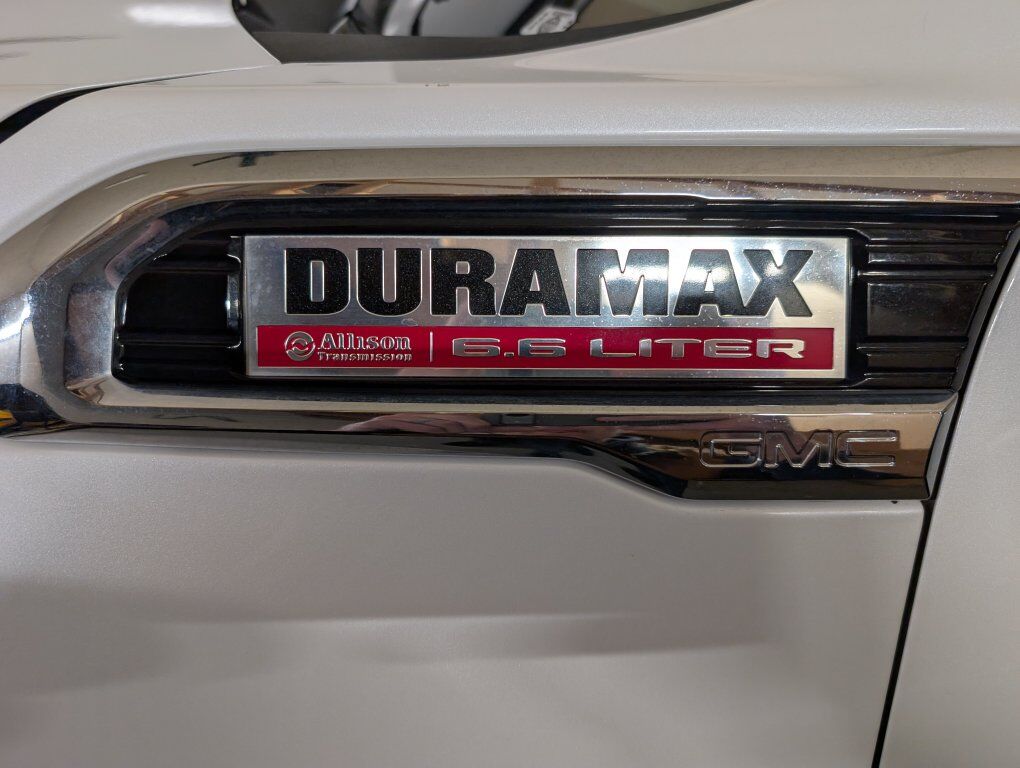 DURAMAX
Allison
Transmission
6.6 LITER
GMC